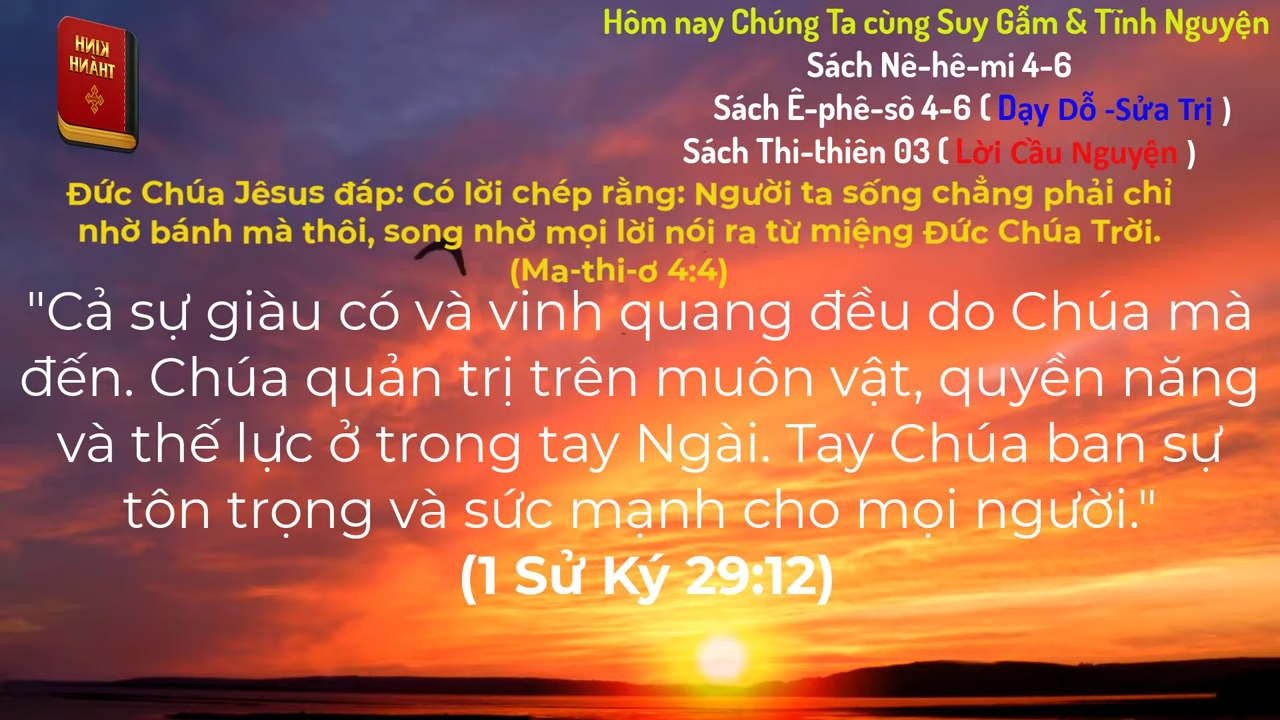 KINH
THÁNH
Hôm nay Chúng Ta cùng Suy Gẫm & Tĩnh Nguyện
Sách Nê-hê-mi 4-6
Sách Ê-phê-sô 4-6 ( Dạy Dỗ -Sửa Trị )
Sách Thi-thiên 03 ( Lời Cầu Nguyện )
Đức Chúa Jêsus đáp: Có lời chép rằng: Người ta sống chẳng phải chỉ
nhờ bánh mà thôi, song nhờ mọi lời nói ra từ miệng Đức Chúa Trời.
(Ma-thi-ơ 4:4)
"Cả sự giàu có và vinh quang đều do Chúa mà
đến. Chúa quản trị trên muôn vật, quyền năng
và thế lực ở trong tay Ngài. Tay Chúa ban sự
tôn trọng và sức mạnh cho mọi người."
(1 Sử Ký 29:12)